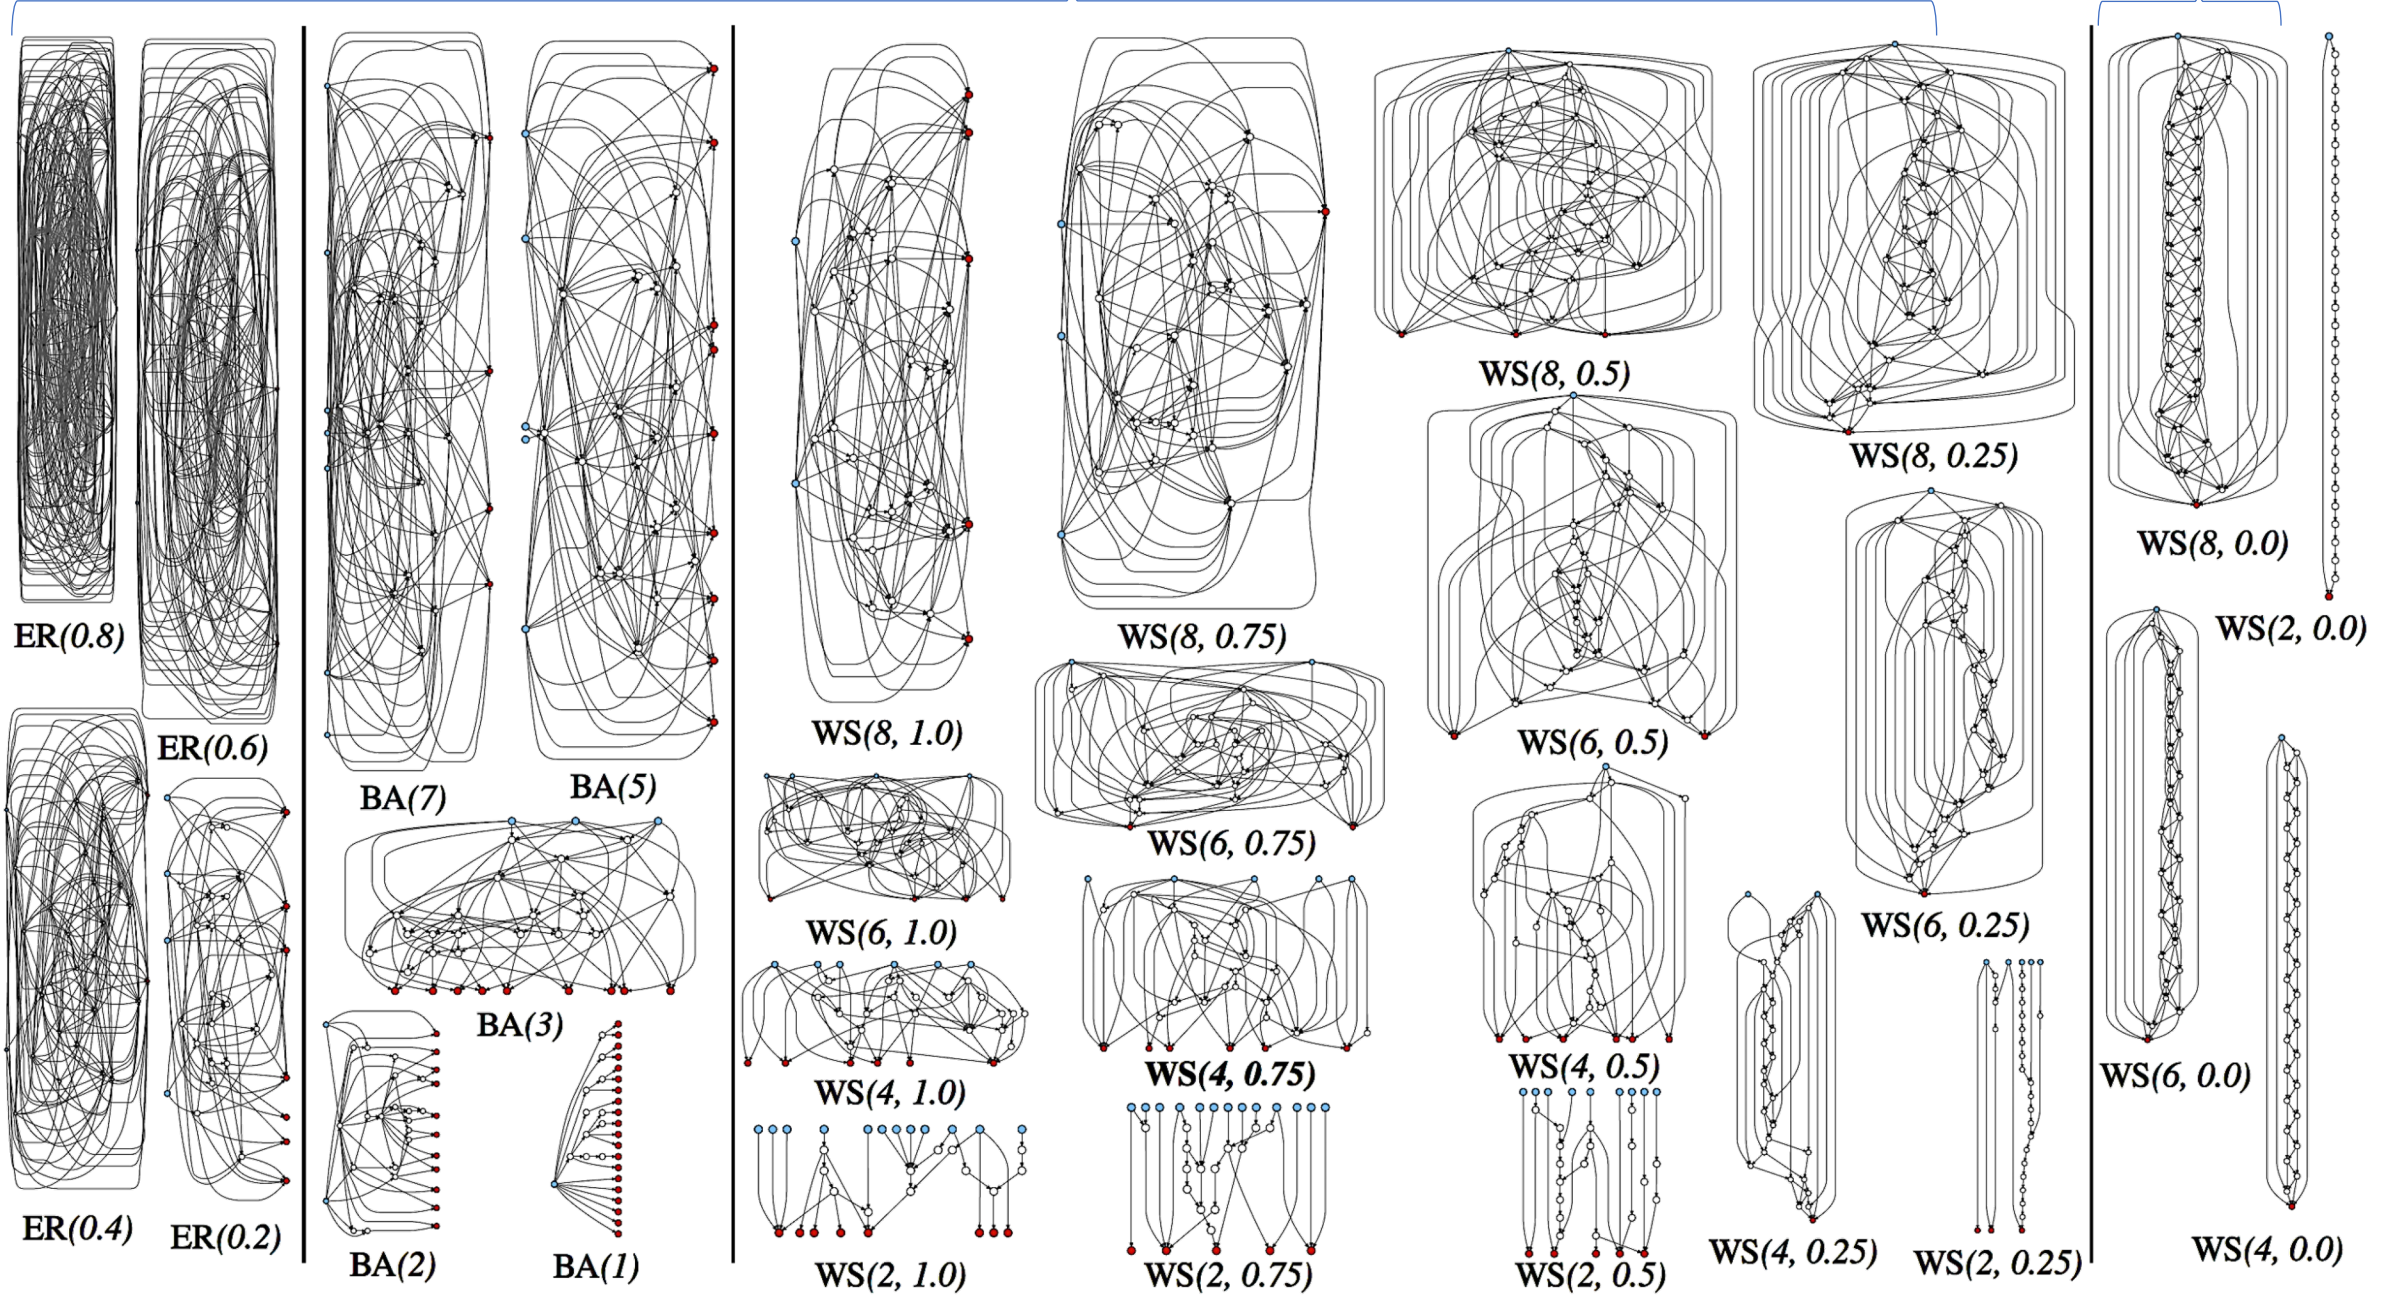 ER(0.8)
ER(0.6)
ER(0.4)
ER(0.2)
BA(7)
BA(5)
BA(3)
BA(2)
BA(1)
WS(8, 1.0)
WS(6, 1.0)
WS(4, 1.0)
WS(2, 1.0)
WS(8, 0.75)
WS(6, 0.75)
WS(4, 0.75)
WS(2, 0.75)
WS(8, 0.5)
WS(6, 0.5)
WS(4, 0.5)
WS(2, 0.5)
WS(8, 0.25)
WS(6, 0.25)
WS(4, 0.25)
WS(2, 0.25)
WS(8, 0.0)
WS(2, 0.0)
WS(6, 0.0)
WS(4, 0.0)